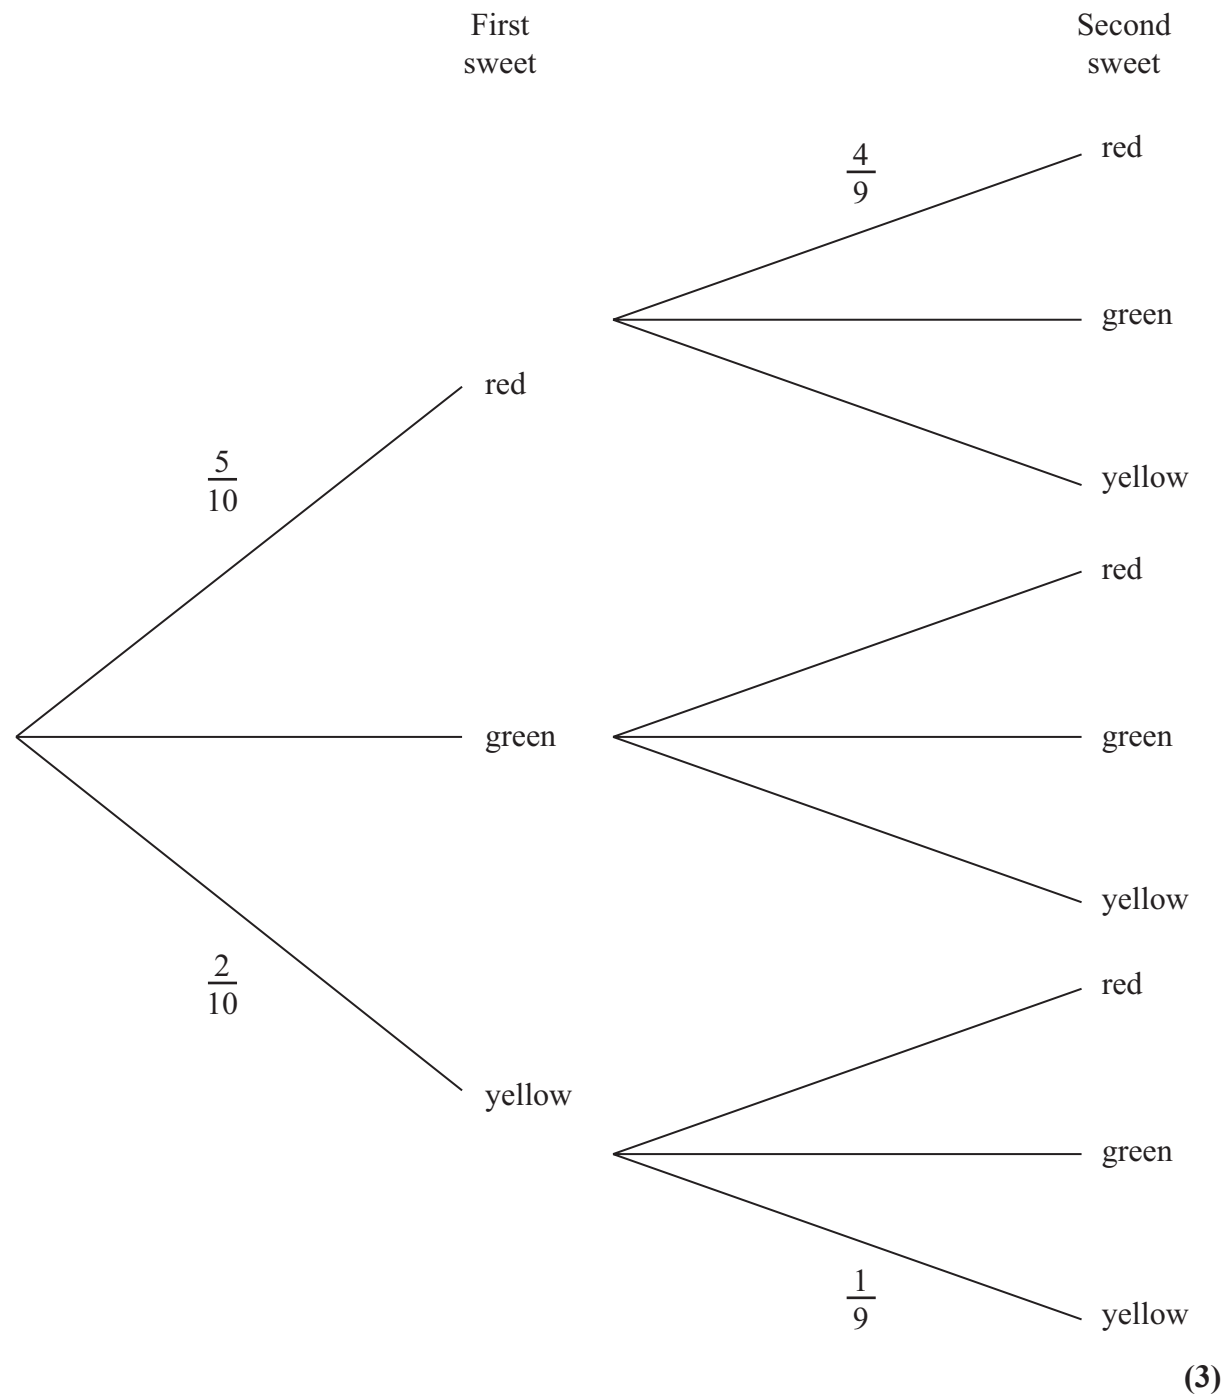 First
sweet
Second
sweet
4
9
red
green
yellow
red
5
10
red
green
green
yellow
2
10
yellow
red
green
1
9
yellow
(3)